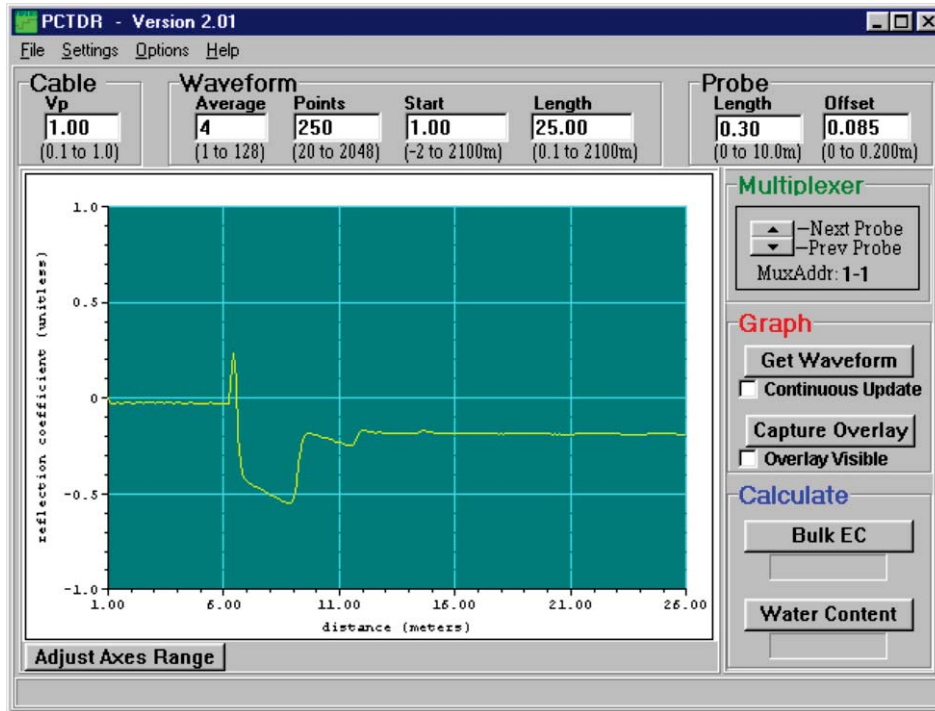 PCTDR - Version 2.01
File Settings Options Help
Cable
Vp
1.00
(0.1 to 1.0)
Waveform
Average Points Start Length
4 250 1.00 25.00
(1 to 128) (20 to 2048) (-2 to 2100m) (0.1 to 2100m)
Probe
Length Offset
0.30 0.085
(0 to 10.0m) (0 to 0.200m)
1.0
0.5
0
-0.5
-1.0
reflection coefficient (unitless)
1.00 6.00 11.00 16.00 21.00 26.00
distance (meters)
Adjust Axes Range
Multiplexer
Next Probe
Prev Probe
MuxAddr: 1-1
Graph
Get Waveform
Continuous Update
Capture Overlay
Overlay Visible
Calculate
Bulk EC
Water Content